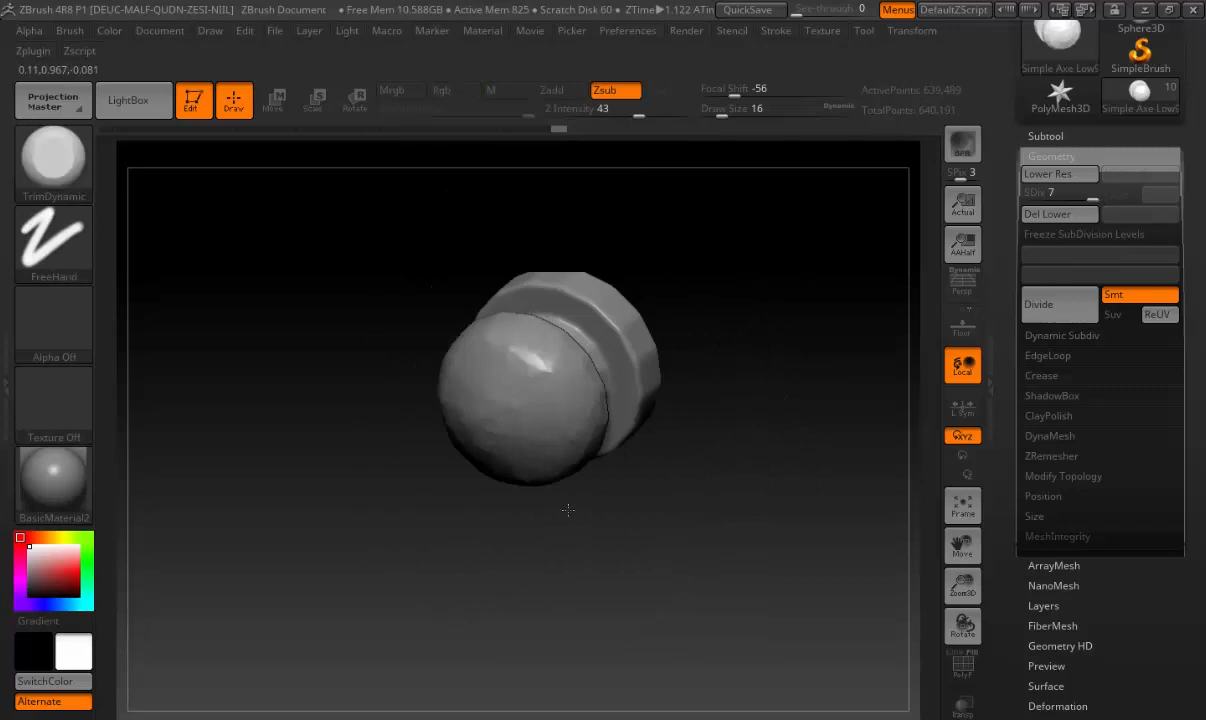 ZBrush 4R8 P1 [DEUC-MALF-QUDN-ZESI-NIIL] ZBrush Document • Free Mem 10.588GB • Active Mem 825 • Scratch Disk 60 • ZTime▶1.122 ATim QuickSave See-through 0 Menus DefaultZScript
Alpha Brush Color Document Draw Edit File Layer Light Macro Marker Material Movie Picker Preferences Render Stencil Stroke Texture Tool Transform
Zplugin Zscript
0.11,0.967,-0.081
Projection Master
LightBox
Edit
Draw
Move
Scale
Rotate
Mrgb Rgb M Zadd Zsub
Z Intensity 43
Focal Shift -56
Draw Size 16
Dynamic
ActivePoints: 639,489
TotalPoints: 640,191
TrimDynamic
FreeHand
Alpha Off
Texture Off
BasicMaterial2
Gradient
SwitchColor
Alternate
BPR
SPix 3
Actual
AAHalf
Dynamic
Persp
Floor
Local
L.Sym
XYZ
Frame
Move
Zoom3D
Rotate
Line Fill
PolyF
Transp
Sphere3D
Simple Axe LowS
SimpleBrush
10
PolyMesh3D
Simple Axe LowS
Subtool
Geometry
Lower Res
SDiv 7
Del Lower
Freeze SubDivision Levels
Divide
Smt
Suv
ReUV
Dynamic Subdiv
EdgeLoop
Crease
ShadowBox
ClayPolish
DynaMesh
ZRemesher
Modify Topology
Position
Size
MeshIntegrity
ArrayMesh
NanoMesh
Layers
FiberMesh
Geometry HD
Preview
Surface
Deformation